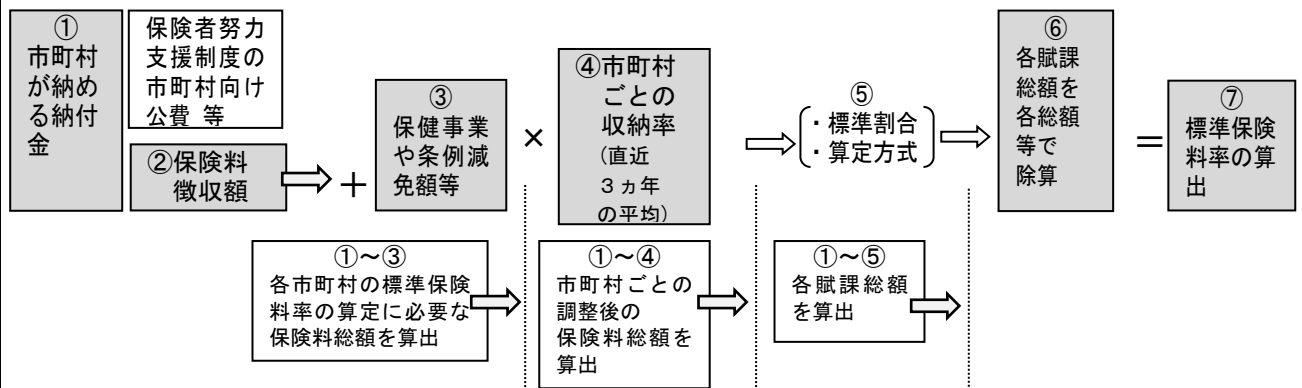 ①
市町村
が納め
る納付
金
保険者努力
支援制度の
市町村向け
公費 等
②保険料
徴収額
＋
③
保健事業
や条例減
免額等
×
④市町村
ごとの
収納率
(直近
３ヵ年
の平均)
⑤
・標準割合
・算定方式
⑥
各賦課
総額を
各総額
等で
除算
＝
⑦
標準保険
料率の算
出
①～③
各市町村の標準保険
料率の算定に必要な
保険料総額を算出
①～④
市町村ごとの
調整後の
保険料総額を
算出
①～⑤
各賦課総額
を算出